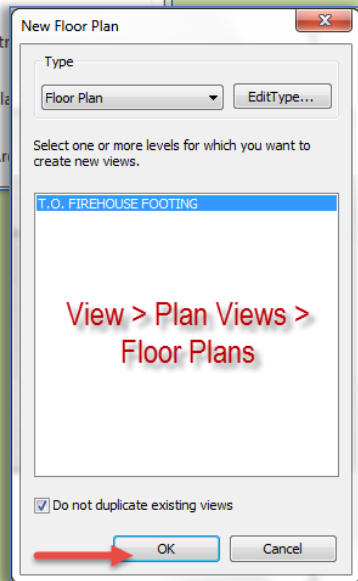 New Floor Plan
Type
Floor Plan
EditType...
Select one or more levels for which you want to
create new views.
T.O. FIREHOUSE FOOTING
View > Plan Views >
Floor Plans
Do not duplicate existing views
OK
Cancel